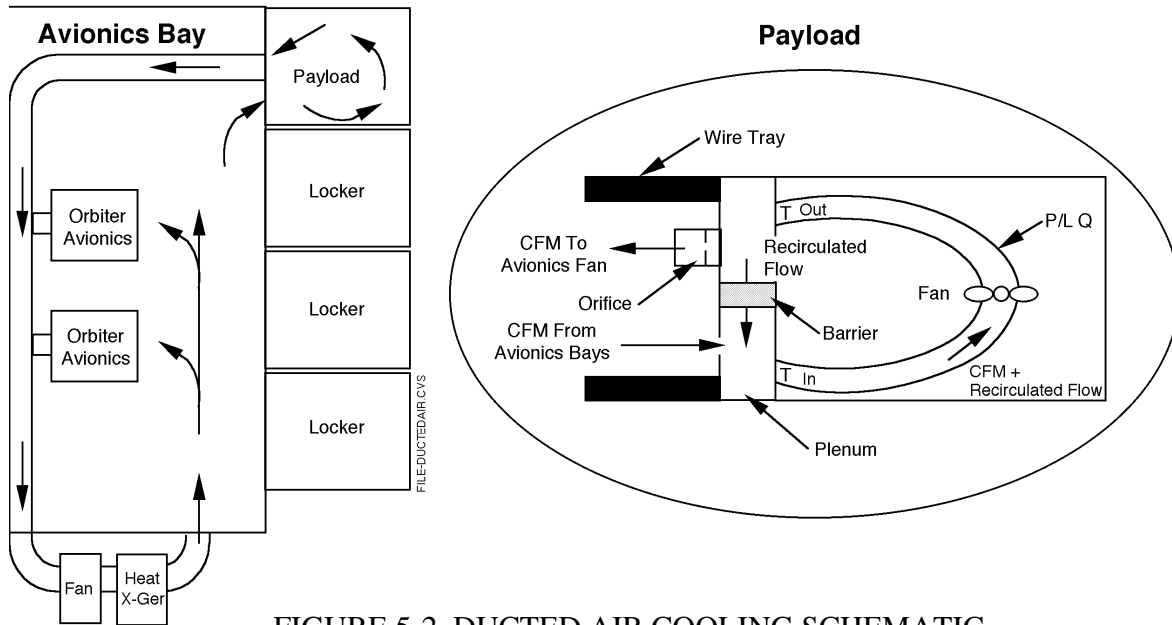 Avionics Bay
Payload
Locker
Locker
Locker
Orbiter
Avionics
Orbiter
Avionics
Fan
Heat
X-Ger
FILE-DUCTEDAIR.CVS
Payload
Wire Tray
T Out
P/L Q
CFM To
Avionics Fan
Recirculated
Flow
Orifice
Fan
Barrier
CFM From
Avionics Bays
T In
CFM +
Recirculated Flow
Plenum
FIGURE 5-2 DUCTED AIR COOLING SCHEMATIC